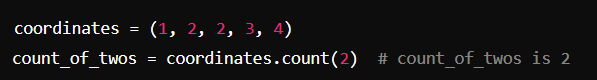 coordinates = (1, 2, 2, 3, 4)
count_of_twos = coordinates.count(2)  # count_of_twos is 2